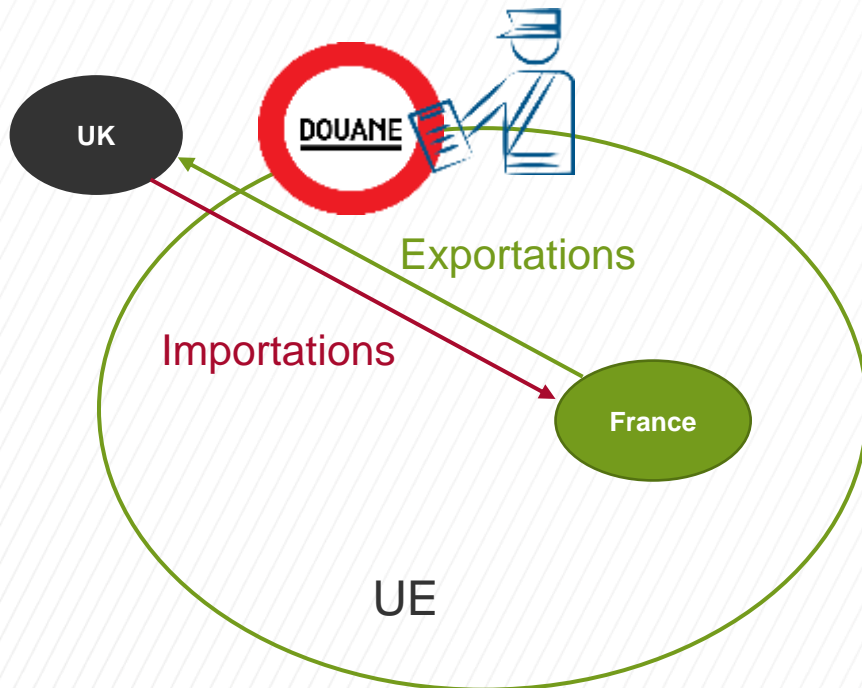 UK
DOUANE
Exportations
Importations
France
UE